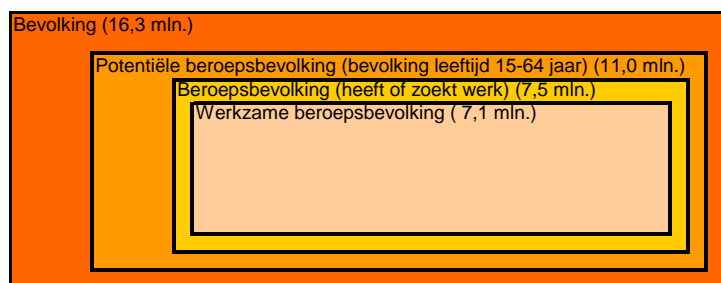 Bevolking (16,3 mln.)
Potentiële beroepsbevolking (bevolking leeftijd 15-64 jaar) (11,0 mln.)
Beroepsbevolking (heeft of zoekt werk) (7,5 mln.)
Werkzame beroepsbevolking ( 7,1 mln.)